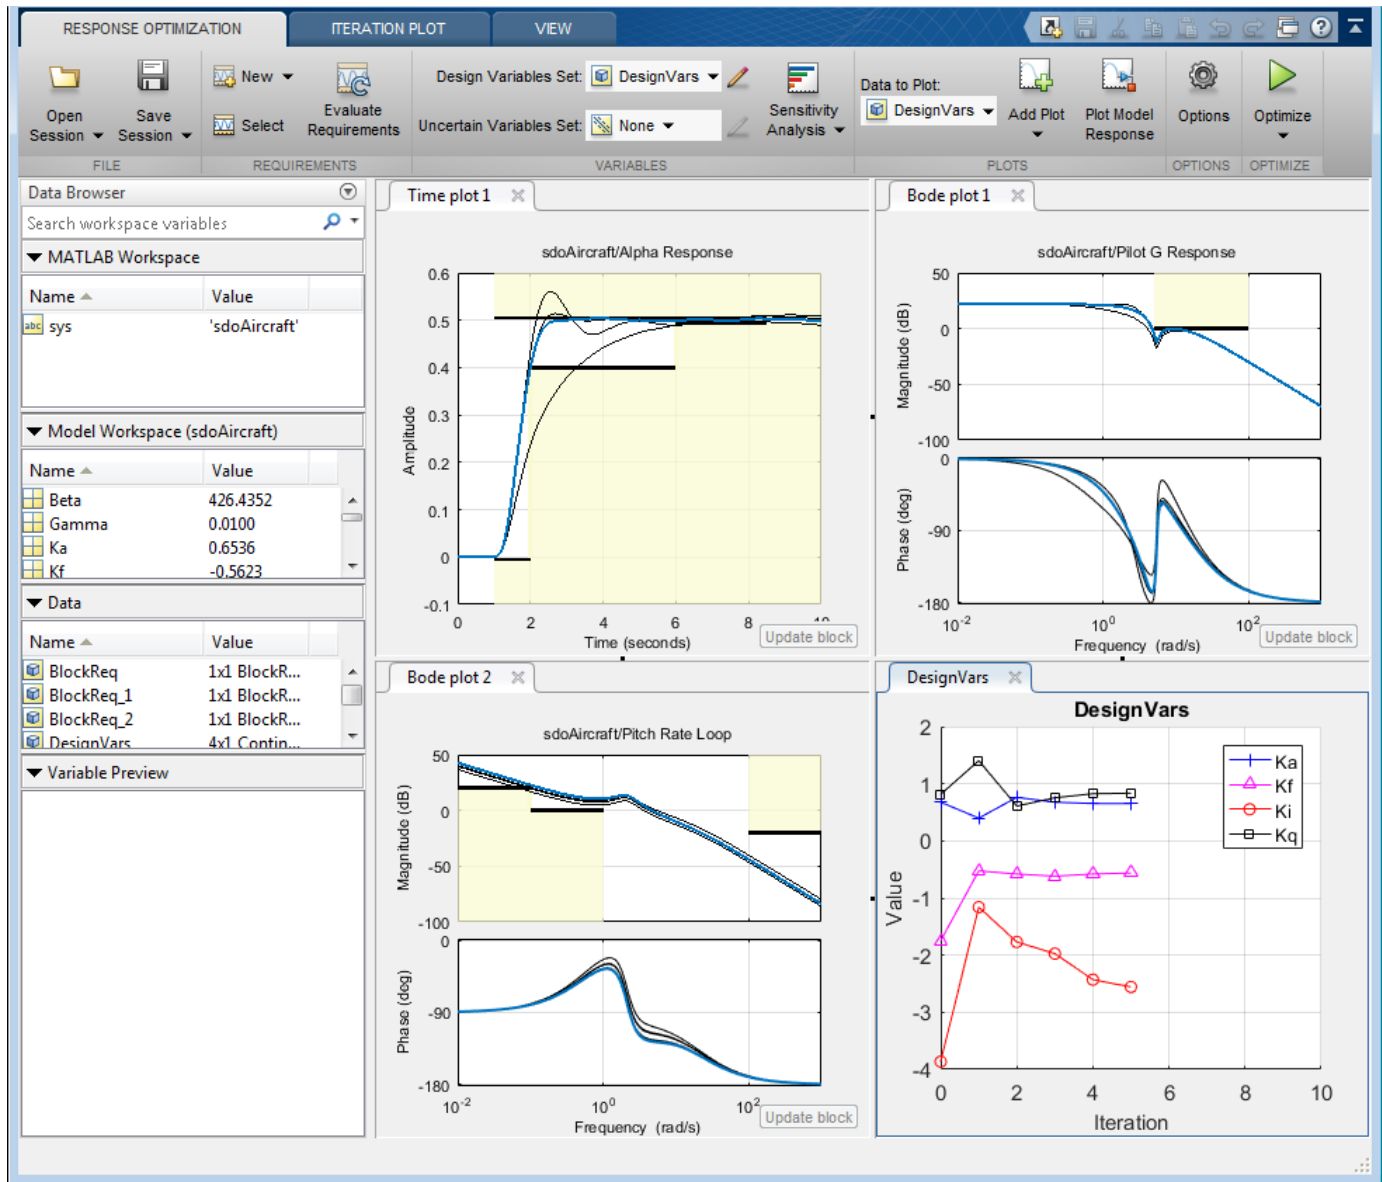 RESPONSE OPTIMIZATION ITERATION PLOT VIEW
Open Session
Save Session
New
Select
Evaluate Requirements
Design Variables Set: DesignVars
Uncertain Variables Set: None
Sensitivity Analysis
Data to Plot:
DesignVars
Add Plot
Plot Model Response
Options
Optimize
FILE REQUIREMENTS VARIABLES PLOTS OPTIONS OPTIMIZE
Data Browser
Search workspace variables
MATLAB Workspace
Name Value
abc sys 'sdoAircraft'
Model Workspace (sdoAircraft)
Name Value
Beta 426.4352
Gamma 0.0100
Ka 0.6536
Kf -0.5623
Data
Name Value
BlockReq 1x1 BlockR...
BlockReq_1 1x1 BlockR...
BlockReq_2 1x1 BlockR...
DesignVars 4x1 Contin...
Variable Preview
Time plot 1
sdoAircraft/Alpha Response
Amplitude
0.6
0.5
0.4
0.3
0.2
0.1
0
-0.1
0 2 4 6 8 10
Time (seconds)
Update block
Bode plot 1
sdoAircraft/Pilot G Response
Magnitude (dB)
50
0
-50
-100
Phase (deg)
0
-90
-180
10-2 100 102
Frequency (rad/s)
Update block
Bode plot 2
sdoAircraft/Pitch Rate Loop
Magnitude (dB)
50
0
-50
-100
Phase (deg)
0
-90
-180
10-2 100 102
Frequency (rad/s)
Update block
DesignVars
DesignVars
Value
2
1
0
-1
-2
-3
-4
0 2 4 6 8 10
Iteration
Ka
Kf
Ki
Kq